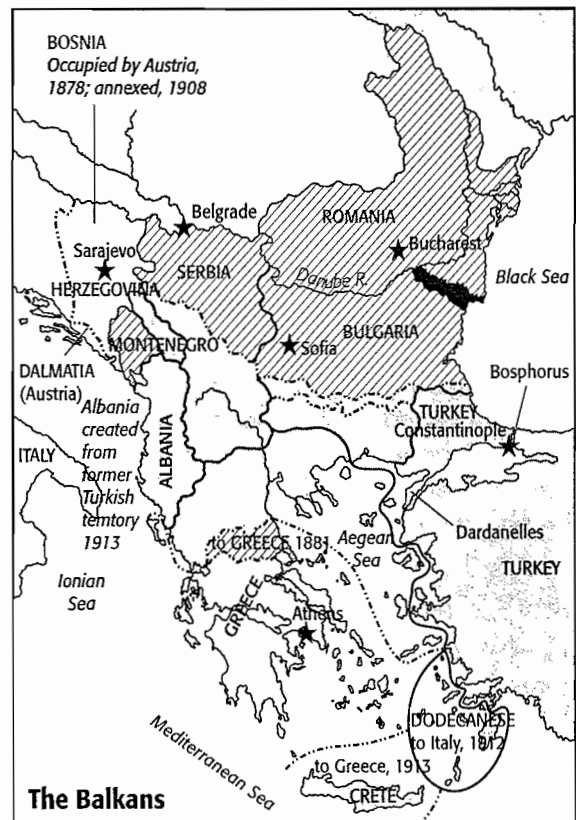 BOSNIA
Occupied by Austria,
1878; annexed, 1908
Belgrade
ROMANIA
Sarajevo
Bucharest
SERBIA
HERZEGOVINA
Danube R.
Black Sea
BULGARIA
MONTENEGRO
Sofia
DALMATIA
(Austria)
Bosphorus
Albania
created
from
former
Turkish
territory
1913
ALBANIA
TURKEY
Constantinople
ITALY
Dardanelles
to GREECE 1881
Aegean
Sea
TURKEY
Ionian
Sea
GREECE
Athens
DODECANESE
to Italy, 1912
Mediterranean Sea
to Greece, 1913
CRETE
The Balkans